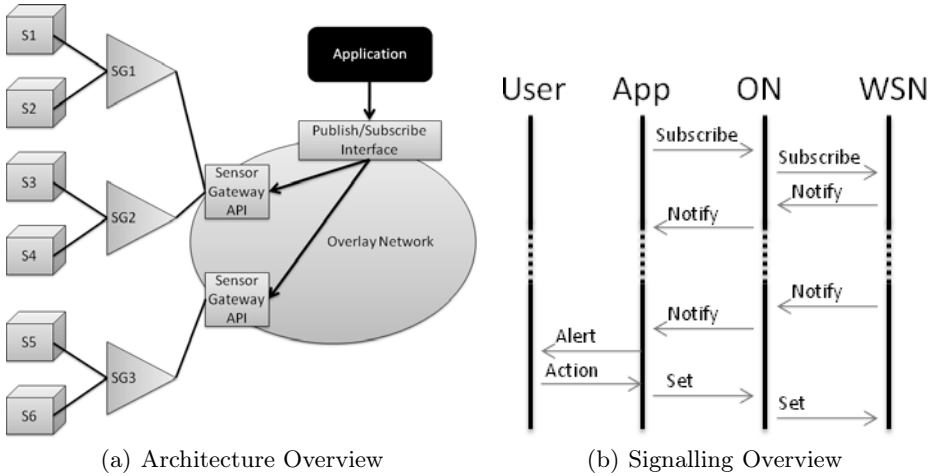 S1
S2
SG1
S3
S4
SG2
S5
S6
SG3
Application
Publish/Subscribe
Interface
Sensor
Gateway
API
Overlay Network
Sensor
Gateway
API
(a) Architecture Overview
User App ON WSN
Subscribe
Subscribe
Notify
Notify
Notify
Notify
Alert
Action
Set
Set
(b) Signalling Overview